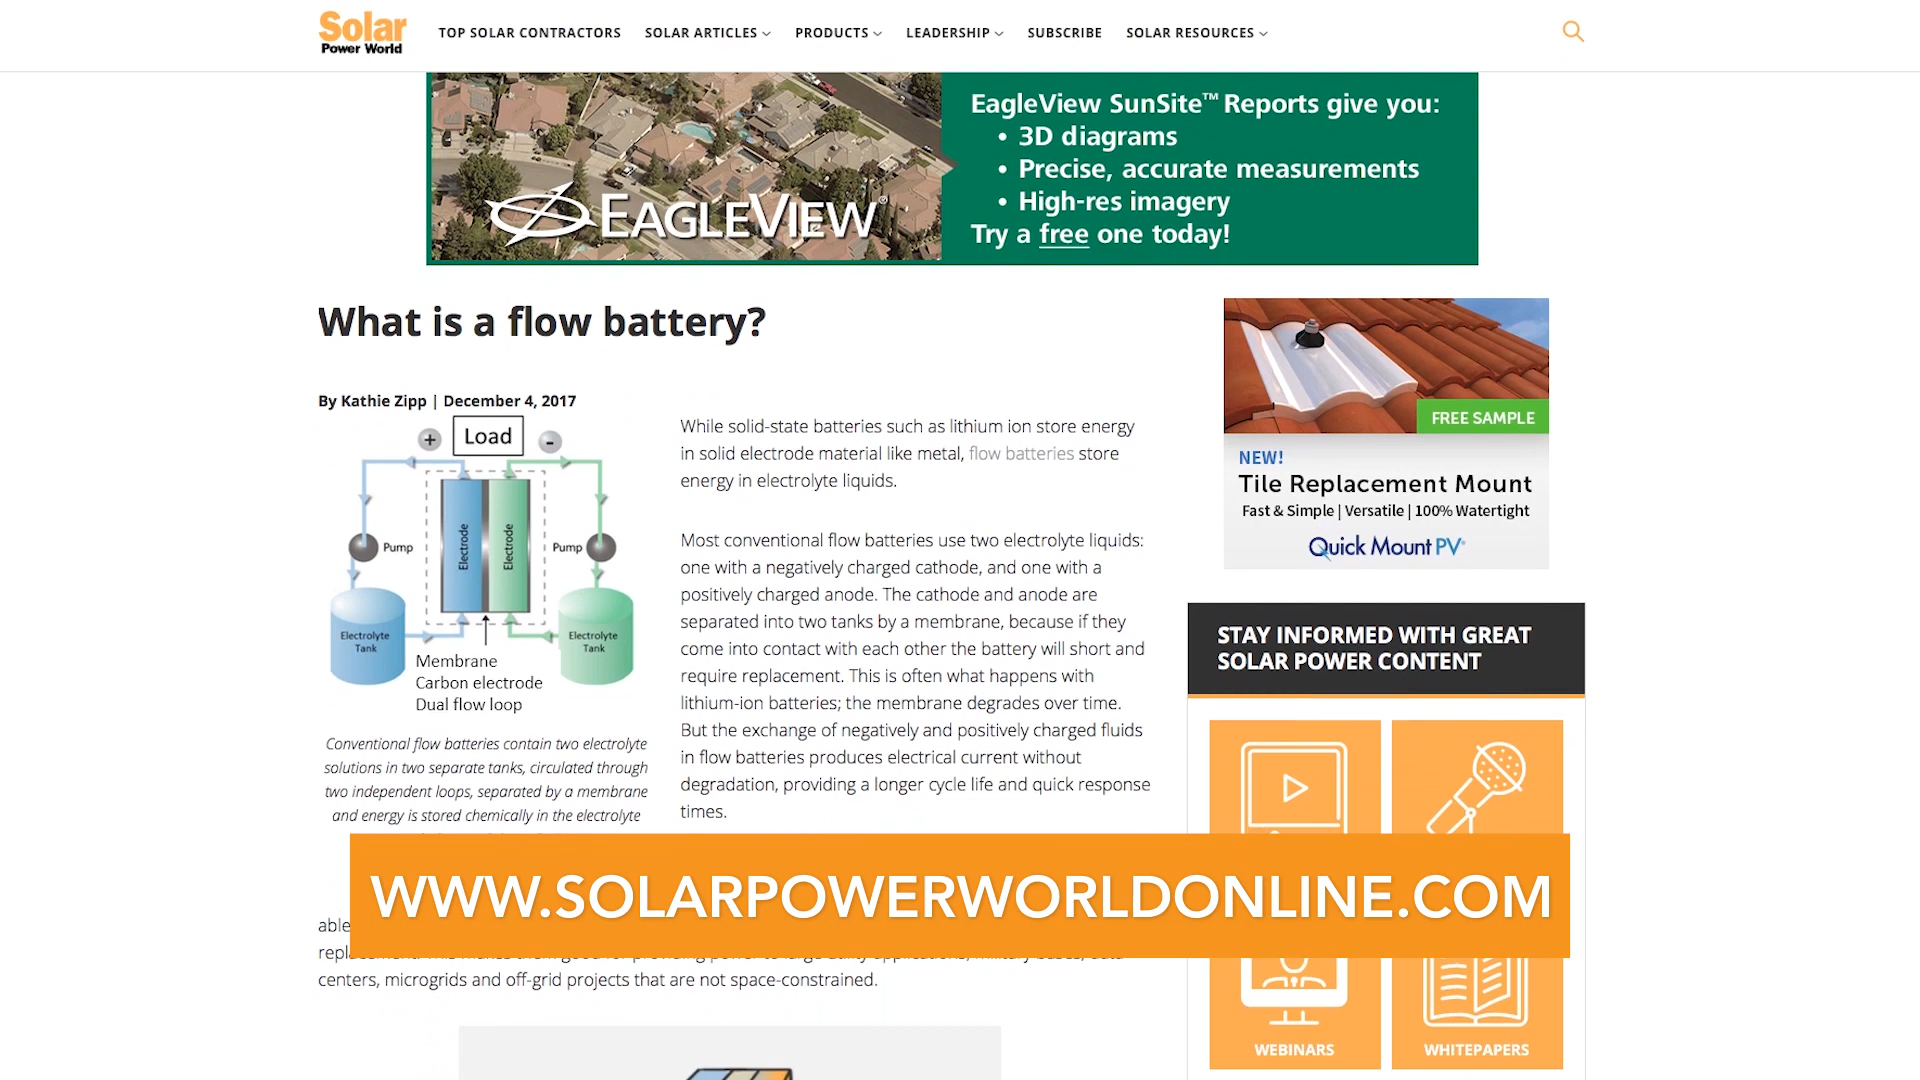 Solar
Power World
TOP SOLAR CONTRACTORS
SOLAR ARTICLES
PRODUCTS
LEADERSHIP
SUBSCRIBE
SOLAR RESOURCES
EAGLEVIEW®
EagleView SunSite™ Reports give you:
• 3D diagrams
• Precise, accurate measurements
• High-res imagery
Try a free one today!
What is a flow battery?
By Kathie Zipp | December 4, 2017
+
Load
-
Electrode
Electrode
Pump
Pump
Electrolyte
Tank
Electrolyte
Tank
Membrane
Carbon electrode
Dual flow loop
Conventional flow batteries contain two electrolyte
solutions in two separate tanks, circulated through
two independent loops, separated by a membrane
and energy is stored chemically in the electrolyte
While solid-state batteries such as lithium ion store energy
in solid electrode material like metal, flow batteries store
energy in electrolyte liquids.
Most conventional flow batteries use two electrolyte liquids:
one with a negatively charged cathode, and one with a
positively charged anode. The cathode and anode are
separated into two tanks by a membrane, because if they
come into contact with each other the battery will short and
require replacement. This is often what happens with
lithium-ion batteries; the membrane degrades over time.
But the exchange of negatively and positively charged fluids
in flow batteries produces electrical current without
degradation, providing a longer cycle life and quick response
times.
able
centers, microgrids and off-grid projects that are not space-constrained.
WWW.SOLARPOWERWORLDONLINE.COM
FREE SAMPLE
NEW!
Tile Replacement Mount
Fast & Simple | Versatile | 100% Watertight
Quick Mount PV®
STAY INFORMED WITH GREAT
SOLAR POWER CONTENT
WEBINARS
WHITEPAPERS